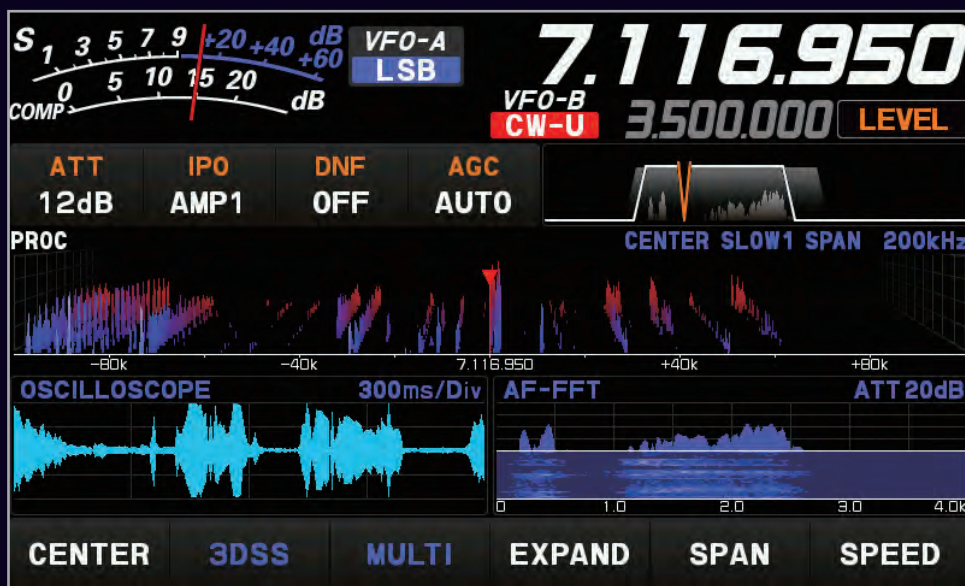 S 1 3 5 7 9 +20 +40 +60 dB
VFO-A
LSB
7.116.950
COMP 0 5 10 15 20 dB
VFO-B
CW-U
3.500.000
LEVEL
ATT IPO DNF AGC
12dB AMP1 OFF AUTO
PROC
CENTER SLOW1 SPAN 200kHz
-80k -40k 7.116.950 +40k +80k
OSCILLOSCOPE 300ms/Div
AF-FFT ATT 20dB
0 1.0 2.0 3.0 4.0k
CENTER 3DSS MULTI EXPAND SPAN SPEED